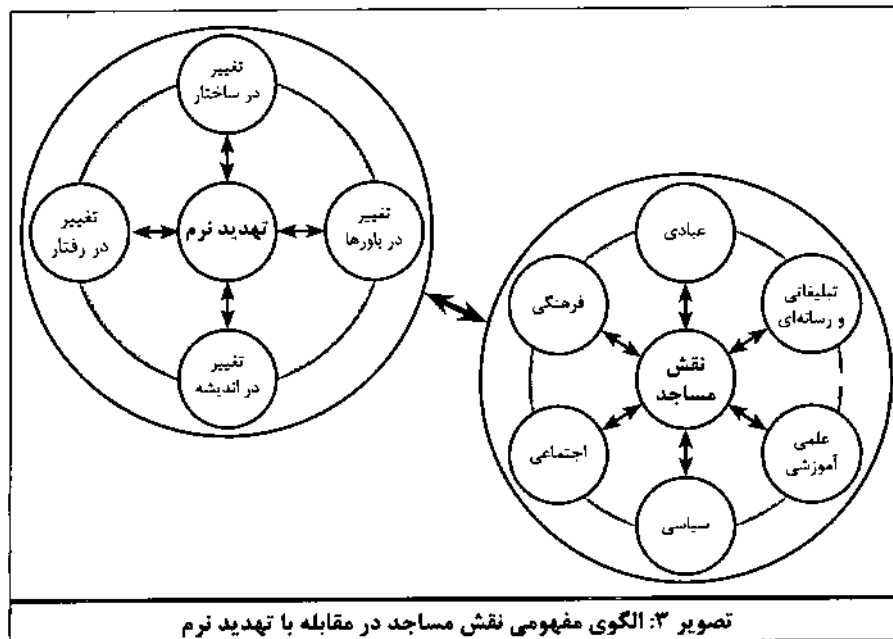 تغییر
در ساختار
تغییر
در باورها
تهدید نرم
تغییر
در رفتار
تغییر
در اندیشه
عبادی
تبلیغاتی
و رسانه‌ای
فرهنگی
نقش
مساجد
علمی
آموزشی
اجتماعی
سیاسی
تصویر ۳: الگوی مفهومی نقش مساجد در مقابله با تهدید نرم